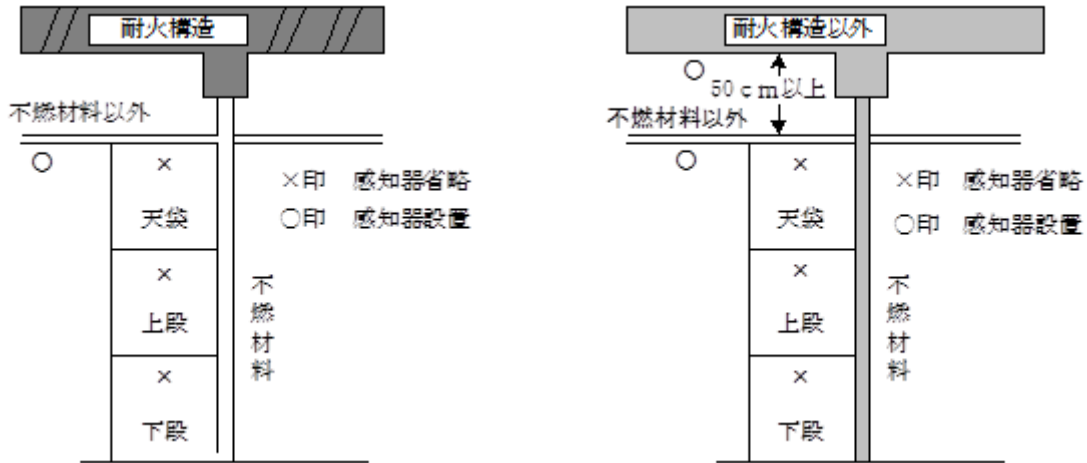 耐火構造
不燃材料以外
○
×
天袋
×
上段
×
下段
×印 感知器省略
○印 感知器設置
不燃材料
耐火構造以外
○
50cm以上
不燃材料以外
○
×
天袋
×
上段
×
下段
×印 感知器省略
○印 感知器設置
不燃材料